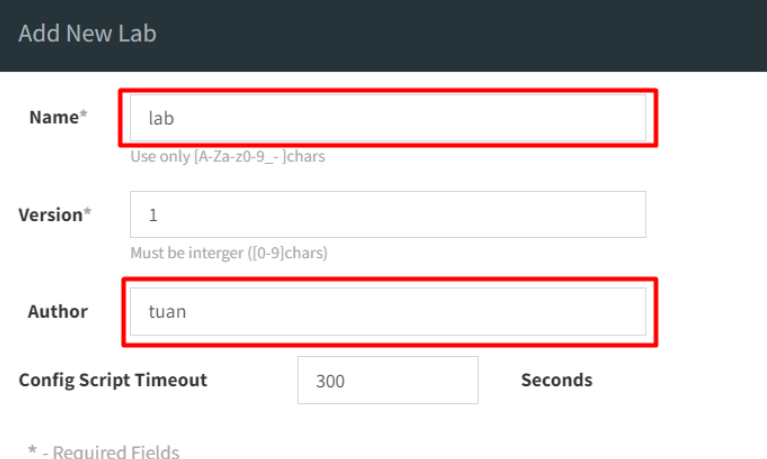 Add New Lab
Name* lab
Use only [A-Za-z0-9_- ]chars
Version* 1
Must be interger ([0-9]chars)
Author tuan
Config Script Timeout 300 Seconds
* - Required Fields